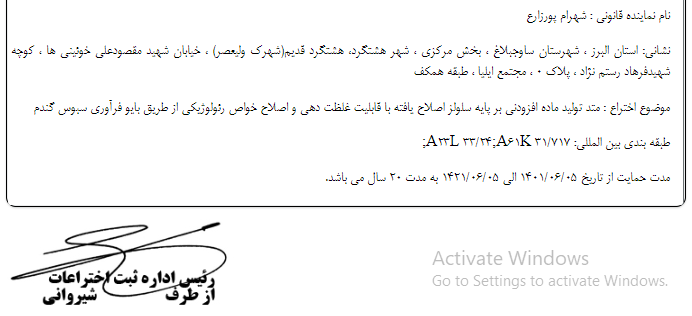 نام نماینده قانونی : شهرام پورزارع
نشانی: استان البرز ، شهرستان ساوجبلاغ ، بخش مرکزی ، شهر هشتگرد، هشتگرد قدیم(شهرک ولیعصر) ، خیابان شهید مقصودعلی خوئینی ها ، کوچه
شهیدفرهاد رستم نژاد ، پلاک ۰ ، مجتمع ایلیا ، طبقه همکف
موضوع اختراع : متد تولید ماده افزودنی بر پایه سلولز اصلاح یافته با قابلیت غلظت دهی و اصلاح خواص رئولوژیکی از طریق بایو فرآوری سبوس گندم
طبقه بندی بین المللی: A۲۳L ۳۳/۲۴;A۶۱K ۳۱/۷۱۷;
مدت حمایت از تاریخ ۱۴۰۱/۰۶/۰۵ الی ۱۴۲۱/۰۶/۰۵ به مدت ۲۰ سال می باشد.
رئیس اداره ثبت اختراعات
از طرف شیروانی
Activate Windows
Go to Settings to activate Windows.